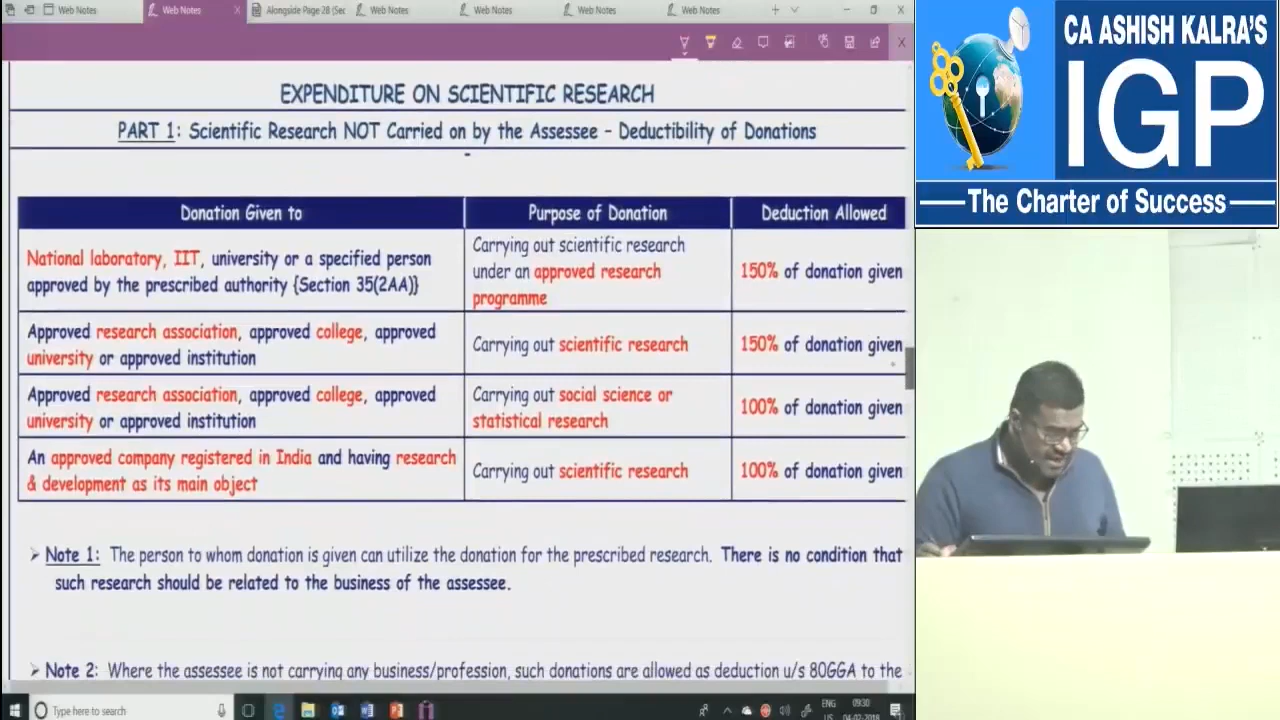 Web Notes
Web Notes
Alongside Page 28 (Sec
Web Notes
Web Notes
Web Notes
Web Notes
EXPENDITURE ON SCIENTIFIC RESEARCH
PART 1: Scientific Research NOT Carried on by the Assessee – Deductibility of Donations
Donation Given to
Purpose of Donation
Deduction Allowed
National laboratory, IIT, university or a specified person
approved by the prescribed authority {Section 35(2AA)}
Carrying out scientific research
under an approved research
programme
150% of donation given
Approved research association, approved college, approved
university or approved institution
Carrying out scientific research
150% of donation given
Approved research association, approved college, approved
university or approved institution
Carrying out social science or
statistical research
100% of donation given
An approved company registered in India and having research
& development as its main object
Carrying out scientific research
100% of donation given
➢ Note 1: The person to whom donation is given can utilize the donation for the prescribed research. There is no condition that
such research should be related to the business of the assessee.
➢ Note 2: Where the assessee is not carrying any business/profession, such donations are allowed as deduction u/s 80GGA to the
Type here to search
ENG
US
09:30
04-02-2018
CA ASHISH KALRA'S
IGP
The Charter of Success